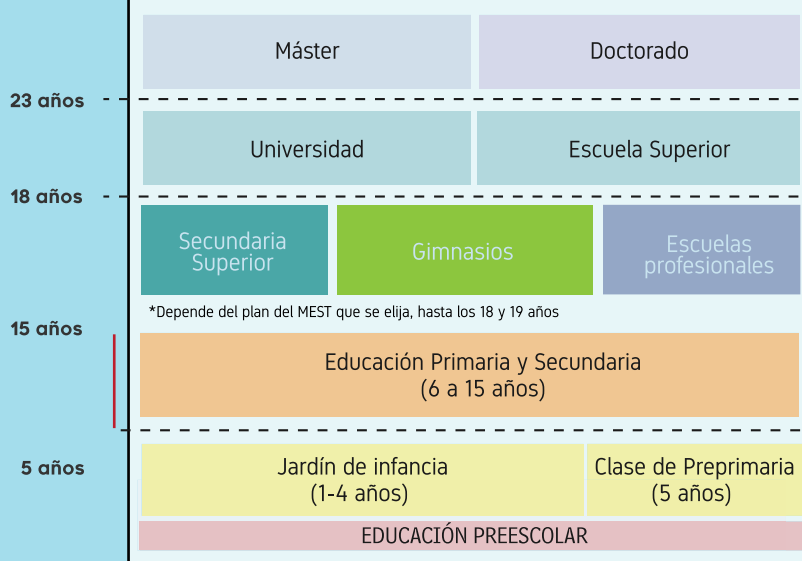 Máster
Doctorado
23 años
Universidad
Escuela Superior
18 años
Secundaria
Superior
Gimnasios
Escuelas
profesionales
*Depende del plan del MEST que se elija, hasta los 18 y 19 años
15 años
Educación Primaria y Secundaria
(6 a 15 años)
5 años
Jardín de infancia
(1-4 años)
Clase de Preprimaria
(5 años)
EDUCACIÓN PREESCOLAR